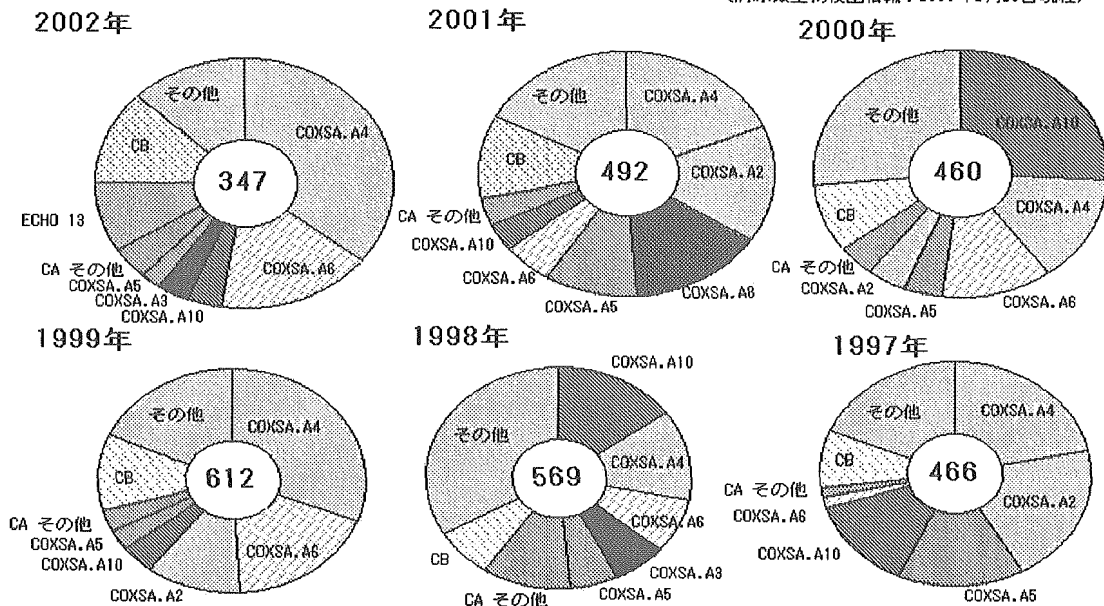 2002年
その他
COXSA.A4
CB
347
ECHO 13
CA その他
COXSA.A5
COXSA.A3
COXSA.A10
COXSA.A6
2001年
その他
COXSA.A4
CB
492
COXSA.A2
CA その他
COXSA.A10
COXSA.A6
COXSA.A5
COXSA.A8
2000年
その他
COXSA.A10
460
CB
COXSA.A4
CA その他
COXSA.A2
COXSA.A5
COXSA.A6
1999年
その他
COXSA.A4
CB
612
CA その他
COXSA.A5
COXSA.A10
COXSA.A6
COXSA.A2
1998年
COXSA.A10
その他
COXSA.A4
569
COXSA.A6
CB
COXSA.A3
COXSA.A5
CA その他
1997年
その他
COXSA.A4
CB
466
CA その他
COXSA.A6
COXSA.A2
COXSA.A10
COXSA.A5